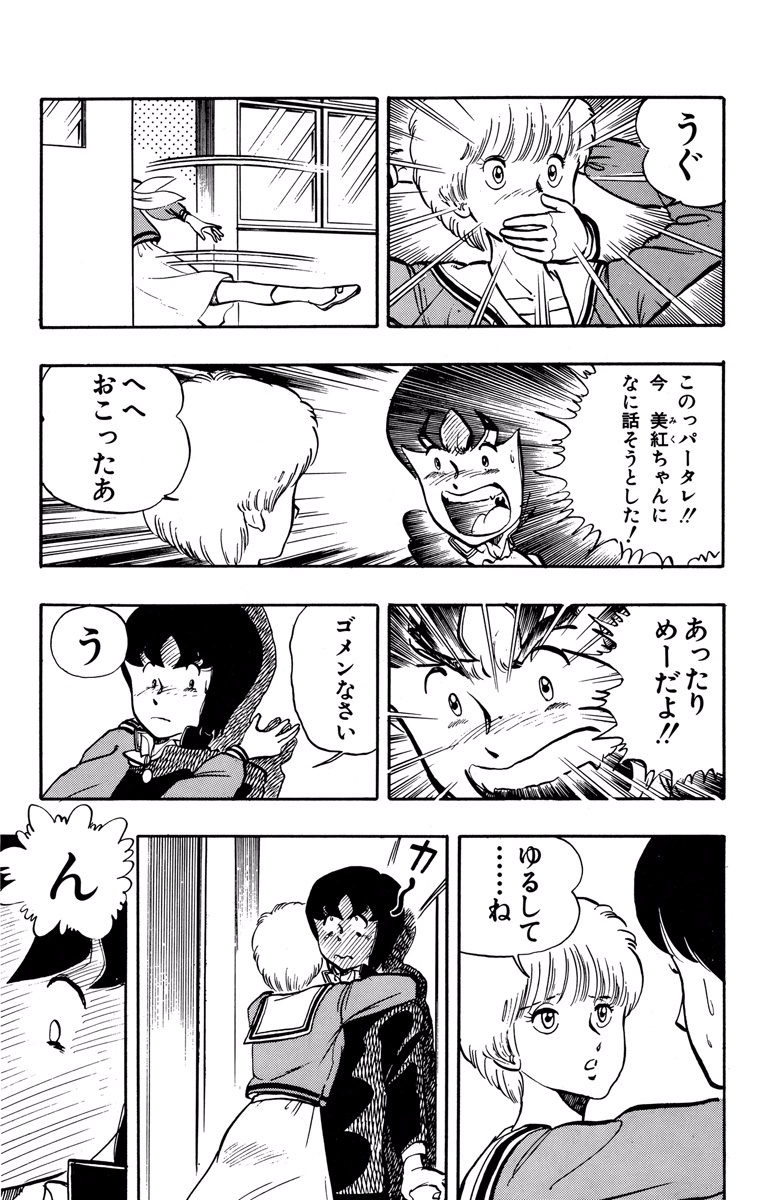 うぐ
このっパータレ!!
今 美紅ちゃんに
みく
なに話そうとした!
へへ
おこったあ
あったり
めーだよ!!
ゴメンなさい
う
ゆるして
……ね
カ〜
ん